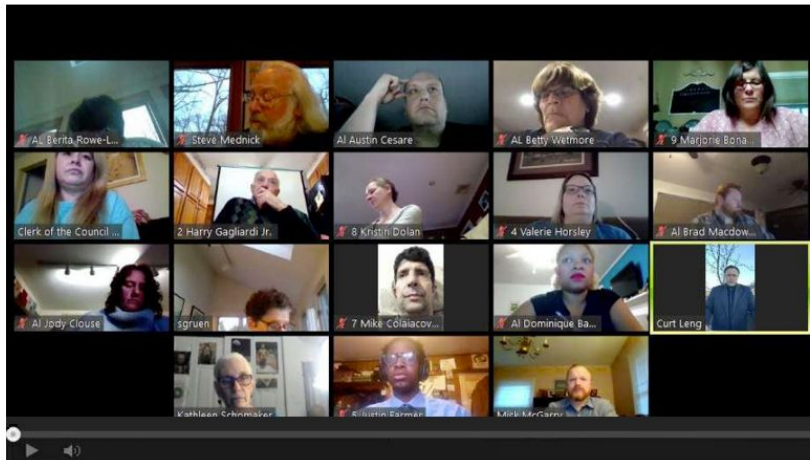 AL Berita Rowe-L...
Steve Mednick
Al Austin Cesare
AL Betty Wetmore
9 Marjorie Bona...
Clerk of the Council ...
2 Harry Gagliardi Jr.
8 Kristin Dolan
4 Valerie Horsley
Al Brad Macdow...
Al Jody Clouse
sgruen
7 Mike Colaiacov...
Al Dominique Ba...
Curt Leng
Kathleen Schomaker
5 Justin Farmer
Mick McGarry